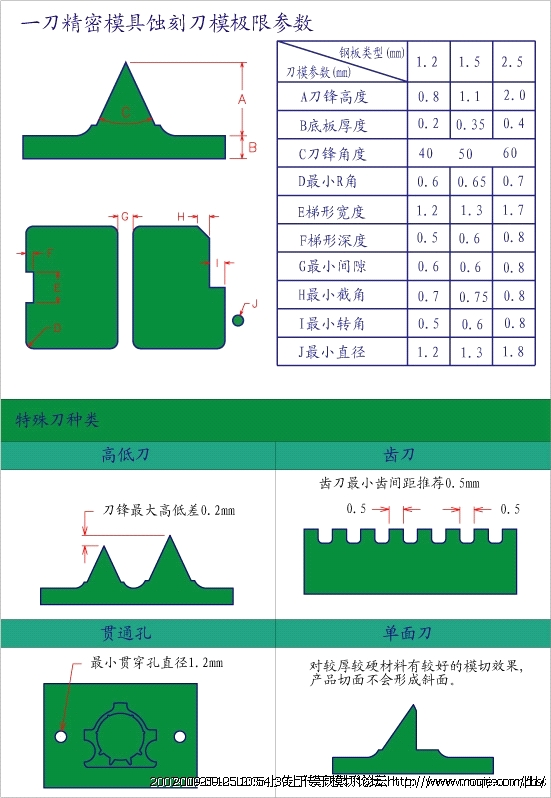 一刀精密模具蚀刻刀模极限参数
钢板类型(mm)
刀模参数(mm)
1.2 1.5 2.5
A刀锋高度 0.8 1.1 2.0
B底板厚度 0.2 0.35 0.4
C刀锋角度 40 50 60
D最小R角 0.6 0.65 0.7
E梯形宽度 1.2 1.3 1.7
F梯形深度 0.5 0.6 0.8
G最小间隙 0.6 0.6 0.8
H最小截角 0.7 0.75 0.8
I最小转角 0.5 0.6 0.8
J最小直径 1.2 1.3 1.8
A
B
G
H
F
I
E
J
特殊刀种类
高低刀
齿刀
刀锋最大高低差0.2mm
齿刀最小齿间距推荐0.5mm
0.5 0.5
贯通孔
单面刀
最小贯穿孔直径1.2mm
对较厚较硬材料有较好的模切效果，
产品切面不会形成斜面。